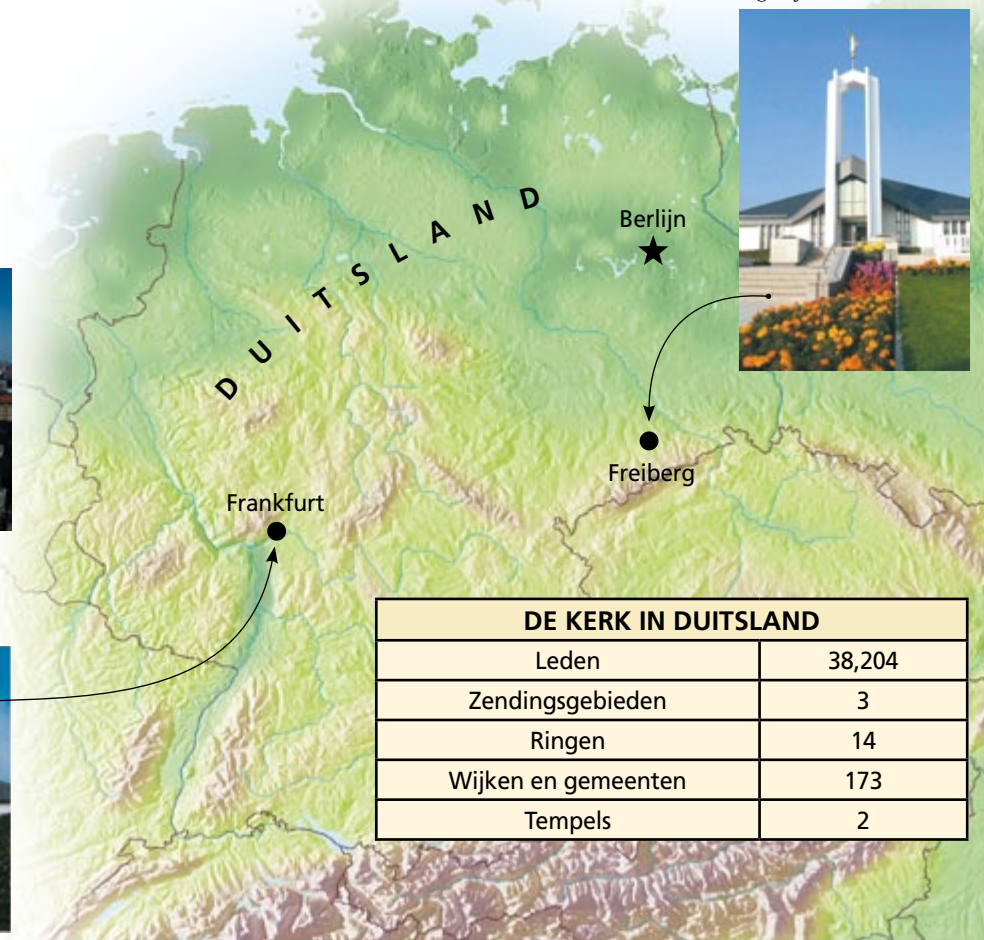 DUITSLAND
Berlijn
Freiberg
Frankfurt
DE KERK IN DUITSLAND
Leden 38,204
Zendingsgebieden 3
Ringen 14
Wijken en gemeenten 173
Tempels 2